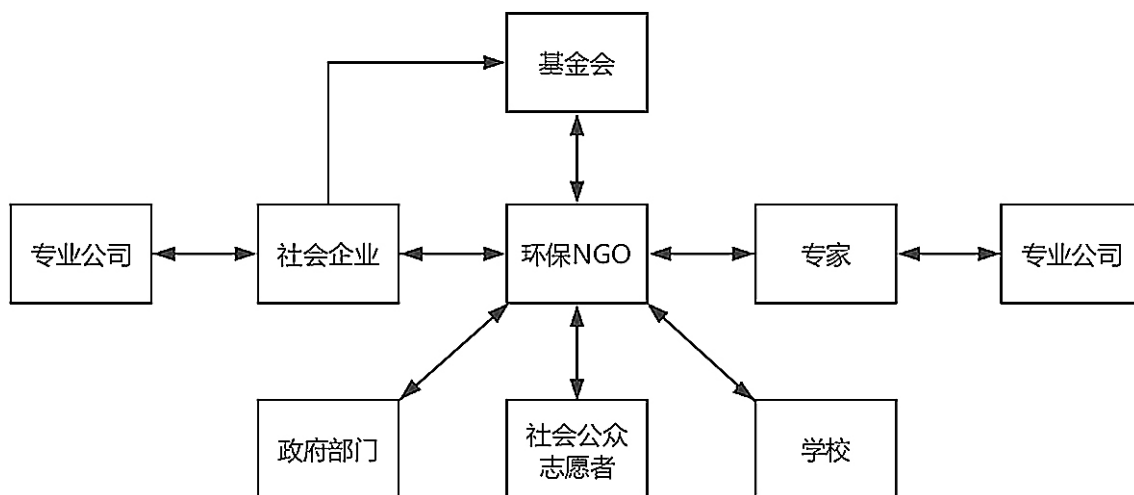 基金会
专业公司
社会企业
环保NGO
专家
专业公司
政府部门
社会公众
志愿者
学校